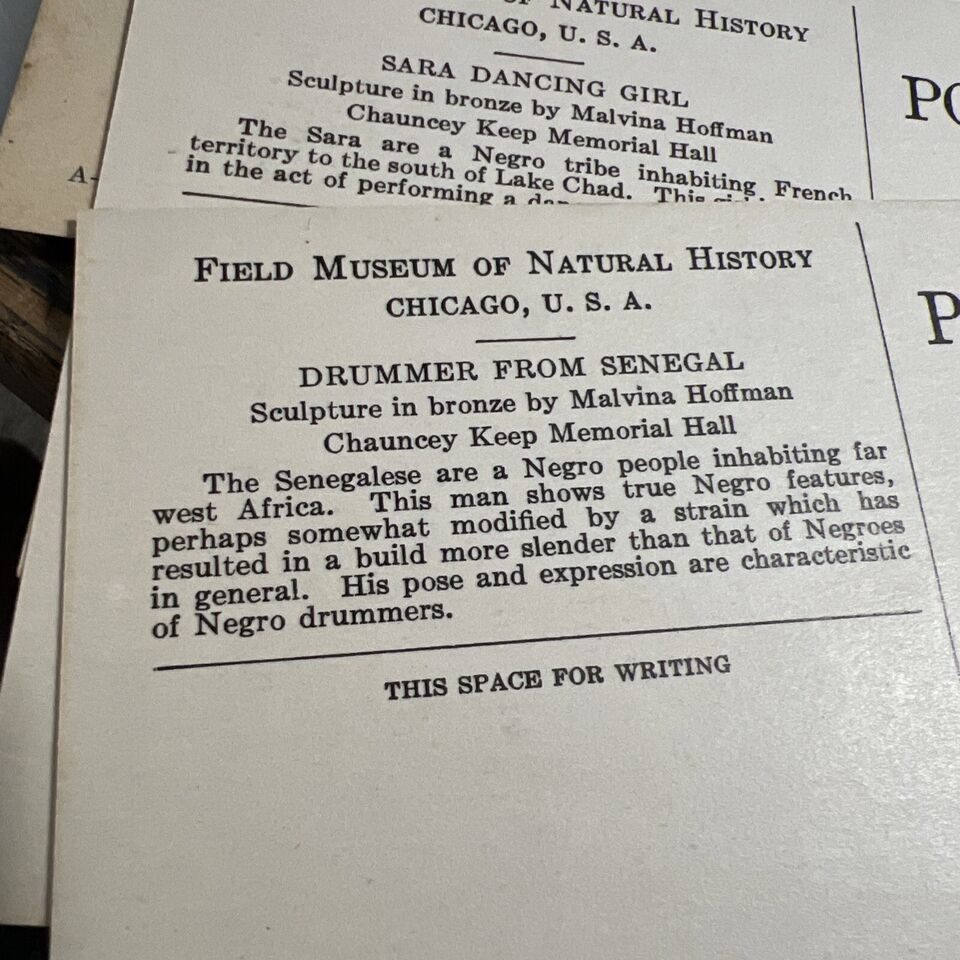 OF NATURAL HISTORY
CHICAGO, U. S. A.
SARA DANCING GIRL
Sculpture in bronze by Malvina Hoffman
Chauncey Keep Memorial Hall
The Sara are a Negro tribe inhabiting French
territory to the south of Lake Chad. This
in the act of performing a
A-
FIELD MUSEUM OF NATURAL HISTORY
CHICAGO, U. S. A.
DRUMMER FROM SENEGAL
Sculpture in bronze by Malvina Hoffman
Chauncey Keep Memorial Hall
The Senegalese are a Negro people inhabiting far
west Africa. This man shows true Negro features,
perhaps somewhat modified by a strain which has
resulted in a build more slender than that of Negroes
in general. His pose and expression are characteristic
of Negro drummers.
THIS SPACE FOR WRITING